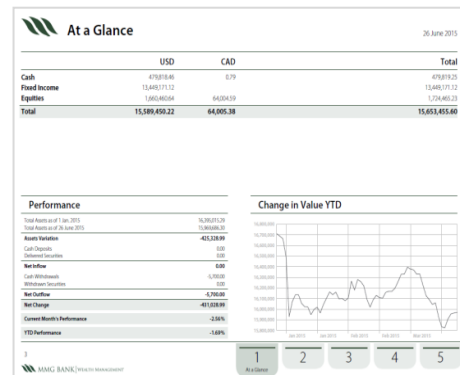 At a Glance
26 June 2015
USD CAD Total
Cash 479,818.46 0.79 479,819.25
Fixed Income 13,449,171.12 13,449,171.12
Equities 1,660,460.64 64,004.59 1,724,465.23
Total 15,589,450.22 64,005.38 15,653,455.60
Performance
Total Assets as of 1 Jan. 2015
Total Assets as of 26 June 2015
Assets Variation -425,328.99
Cash Deposits 0.00
Delivered Securities 0.00
Net Inflow 0.00
Cash Withdrawals -5,700.00
Withdrawn Securities 0.00
Net Outflow -5,700.00
Net Change -431,028.99
Current Month's Performance -2.56%
YTD Performance -1.69%
Change in Value YTD
3
MMG BANK | WEALTH MANAGEMENT
1 2 3 4 5
At a Glance